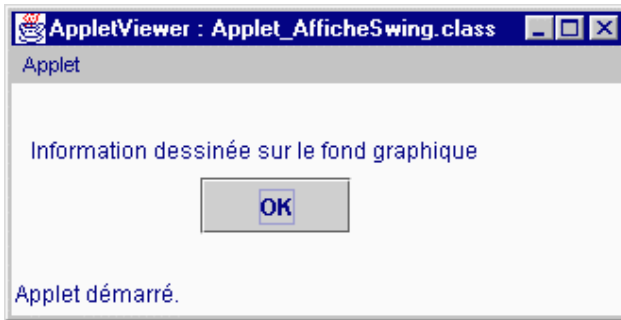 AppletViewer : Applet_AfficheSwing.class
Applet
Information dessinée sur le fond graphique
OK
Applet démarré.